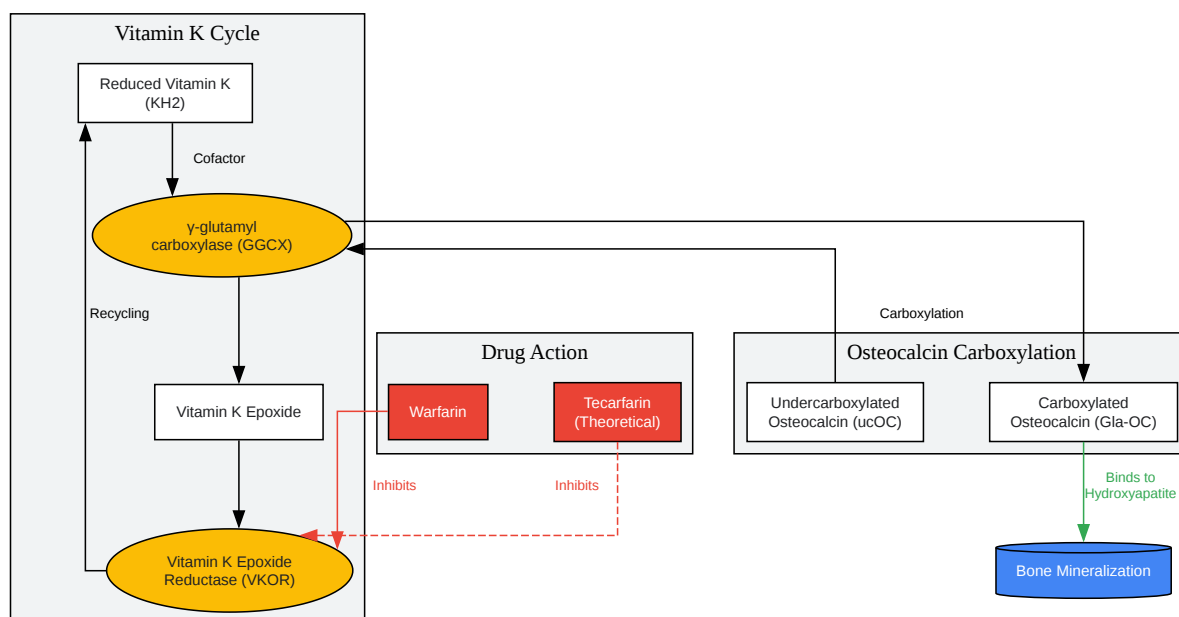 Vitamin K Cycle
Reduced Vitamin K
(KH2)
Cofactor
γ-glutamyl
carboxylase (GGCX)
Recycling
Vitamin K Epoxide
Vitamin K Epoxide
Reductase (VKOR)
Drug Action
Warfarin
Tecarfarin
(Theoretical)
Inhibits
Inhibits
Carboxylation
Osteocalcin Carboxylation
Undercarboxylated
Osteocalcin (ucOC)
Carboxylated
Osteocalcin (Gla-OC)
Binds to
Hydroxyapatite
Bone Mineralization